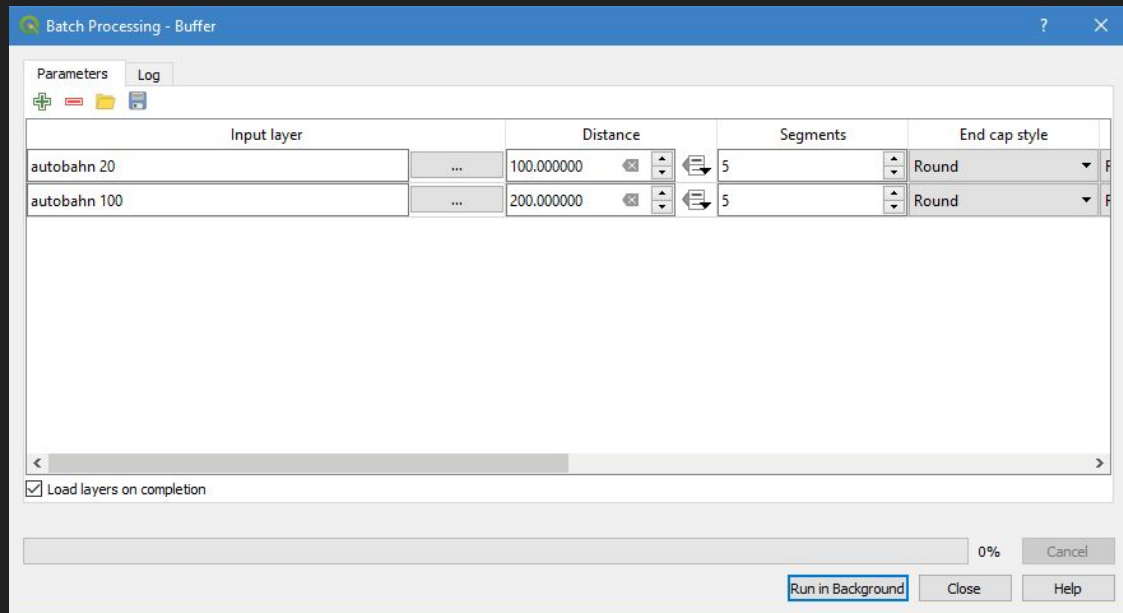 Batch Processing - Buffer ?
Parameters Log
Input layer Distance Segments End cap style
autobahn 20 ... 100.000000 5 Round F
autobahn 100 ... 200.000000 5 Round F
Load layers on completion
0% Cancel
Run in Background Close Help